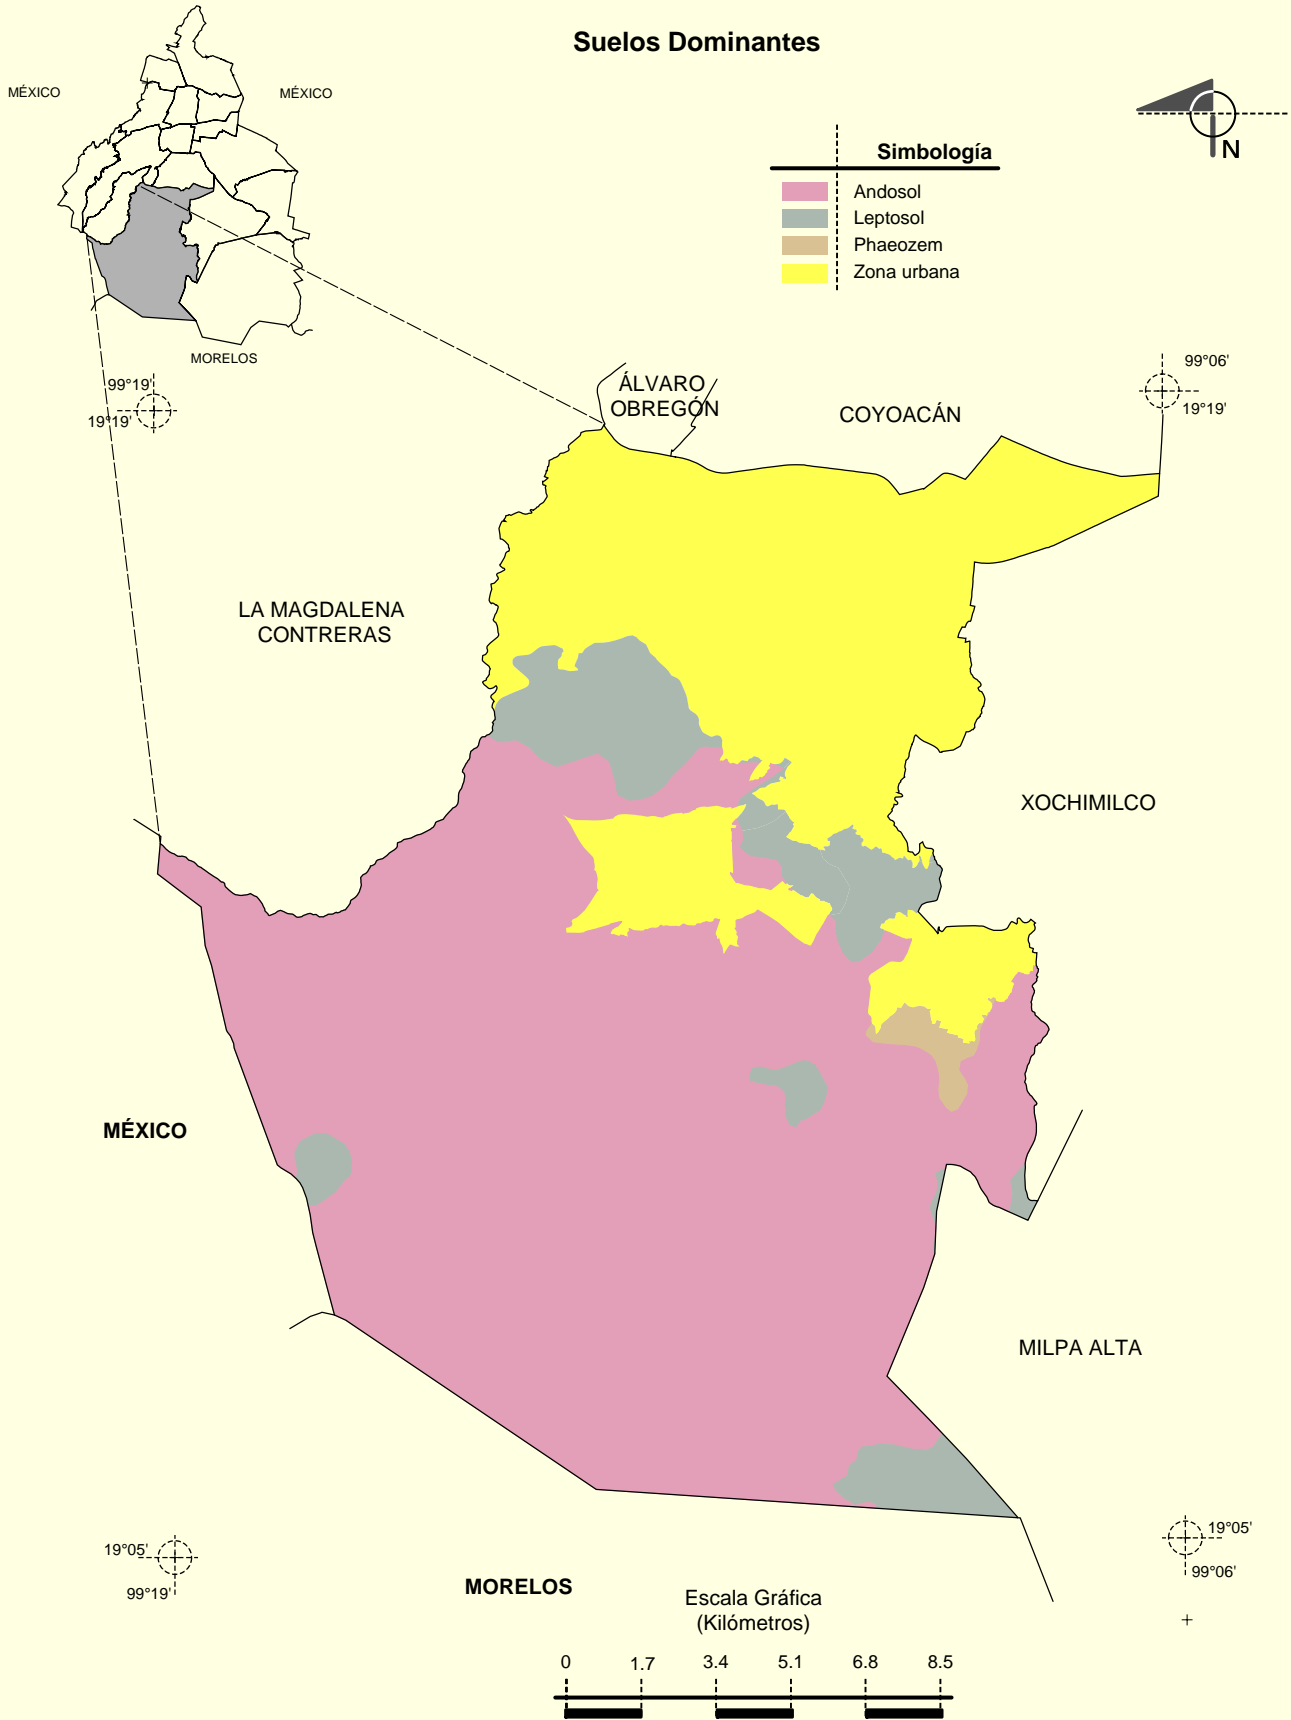 Suelos Dominantes
MÉXICO
MÉXICO
N
Simbología
Andosol
Leptosol
Phaeozem
Zona urbana
MORELOS
99°19'
19°19'
ÁLVARO
OBREGÓN
COYOACÁN
99°06'
19°19'
LA MAGDALENA
CONTRERAS
XOCHIMILCO
MÉXICO
MILPA ALTA
19°05'
99°19'
19°05'
99°06'
MORELOS
Escala Gráfica
(Kilómetros)
0 1.7 3.4 5.1 6.8 8.5